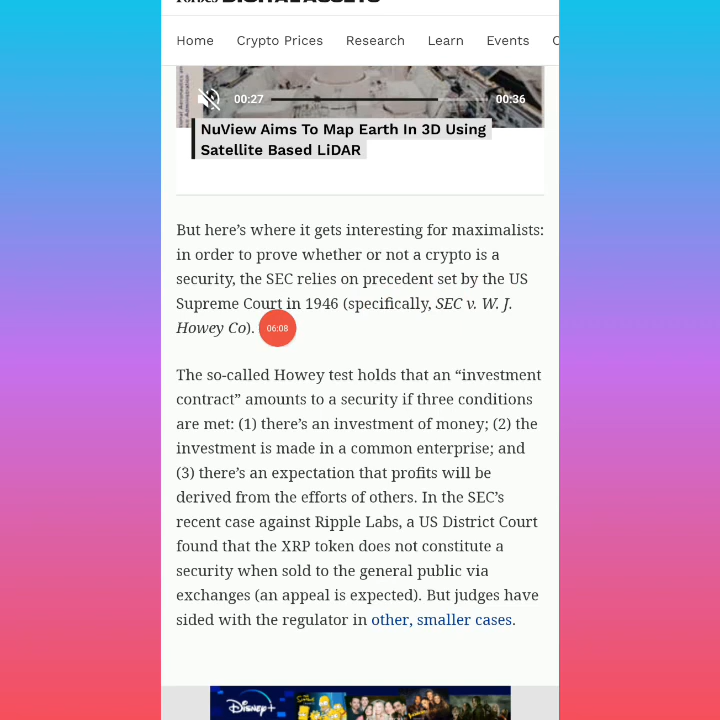 Forbes DIGITAL ASSETS
Home Crypto Prices Research Learn Events
00:27 00:36
NuView Aims To Map Earth In 3D Using
Satellite Based LiDAR
But here’s where it gets interesting for maximalists:
in order to prove whether or not a crypto is a
security, the SEC relies on precedent set by the US
Supreme Court in 1946 (specifically, SEC v. W. J.
Howey Co).
06:08
The so-called Howey test holds that an “investment
contract” amounts to a security if three conditions
are met: (1) there’s an investment of money; (2) the
investment is made in a common enterprise; and
(3) there’s an expectation that profits will be
derived from the efforts of others. In the SEC’s
recent case against Ripple Labs, a US District Court
found that the XRP token does not constitute a
security when sold to the general public via
exchanges (an appeal is expected). But judges have
sided with the regulator in other, smaller cases.
Disney+